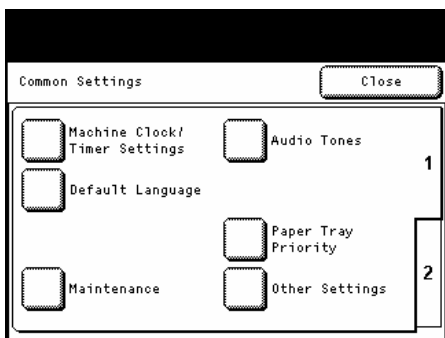 Common Settings
Close
Machine Clock/
Timer Settings
Audio Tones
1
Default Language
Paper Tray
Priority
2
Maintenance
Other Settings